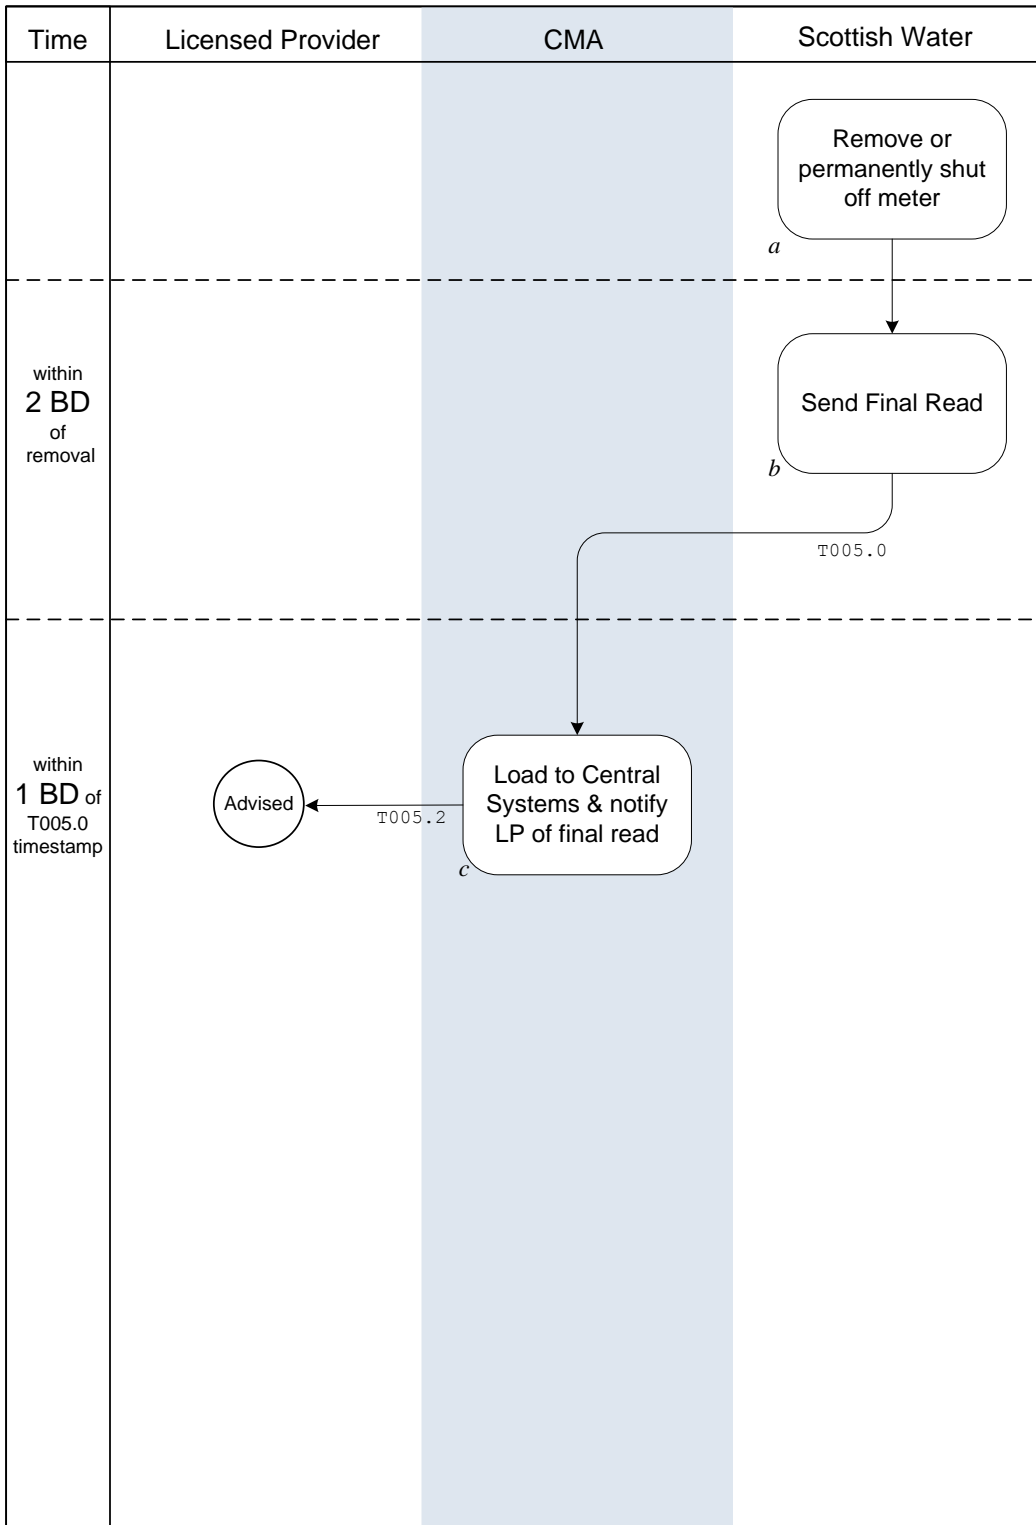 Time
Licensed Provider
CMA
Scottish Water
Remove or
permanently shut
off meter
a
within
2 BD
of
removal
Send Final Read
b
T005.0
within
1 BD of
T005.0
timestamp
Advised
T005.2
Load to Central
Systems & notify
LP of final read
c